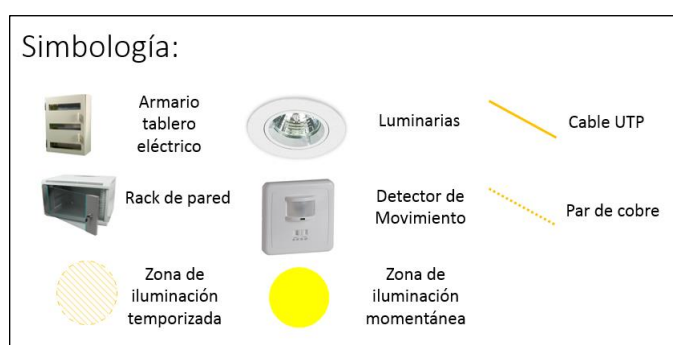 Simbología:
Armario
tablero
eléctrico
Luminarias
Cable UTP
Rack de pared
Detector de
Movimiento
Par de cobre
Zona de
iluminación
temporizada
Zona de
iluminación
momentánea